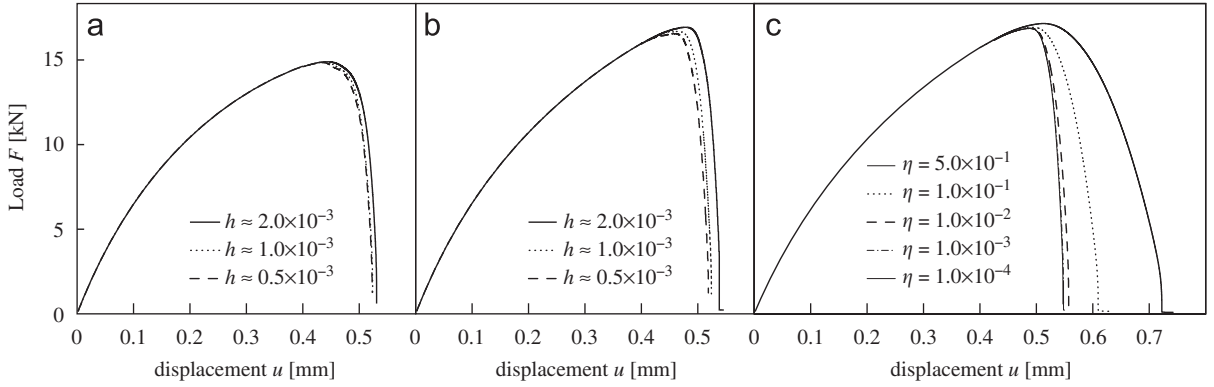 a
b
c
Load F [kN]
15
10
5
0
h ≈ 2.0×10⁻³
h ≈ 1.0×10⁻³
h ≈ 0.5×10⁻³
h ≈ 2.0×10⁻³
h ≈ 1.0×10⁻³
h ≈ 0.5×10⁻³
η = 5.0×10⁻¹
η = 1.0×10⁻¹
η = 1.0×10⁻²
η = 1.0×10⁻³
η = 1.0×10⁻⁴
0 0.1 0.2 0.3 0.4 0.5
0 0.1 0.2 0.3 0.4 0.5
0 0.1 0.2 0.3 0.4 0.5 0.6 0.7
displacement u [mm]
displacement u [mm]
displacement u [mm]